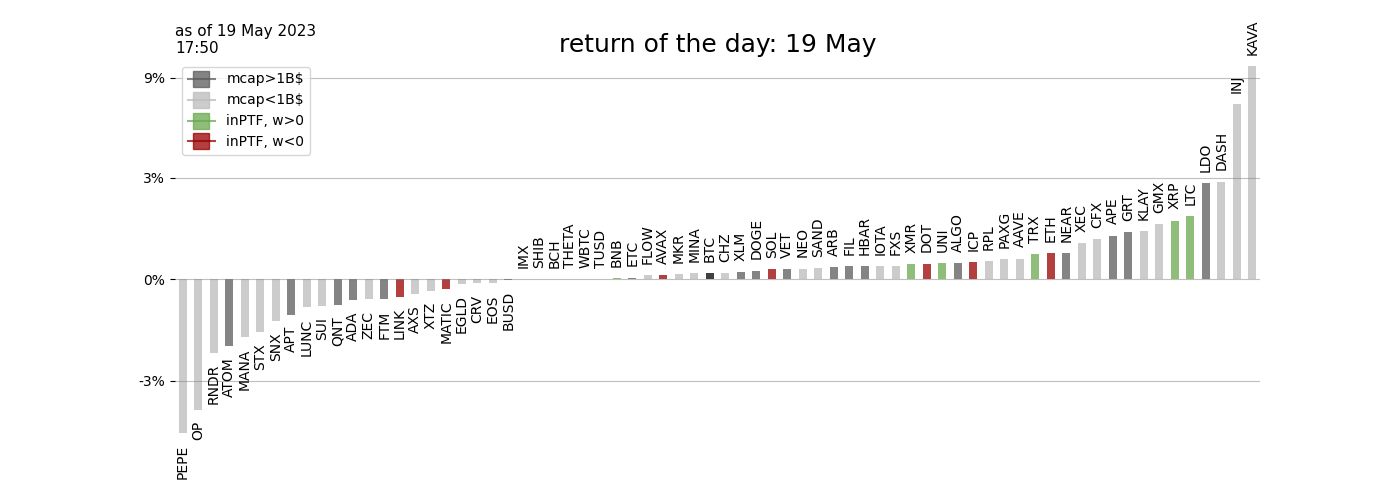 as of 19 May 2023
17:50
return of the day: 19 May
mcap>1B$
mcap<1B$
inPTF, w>0
inPTF, w<0
9%
3%
0%
-3%
PEPE
OP
RNDR
ATOM
MANA
STX
SNX
APT
LUNC
SUI
QNT
ADA
ZEC
FTM
LINK
AXS
XTZ
MATIC
EGLD
CRV
EOS
BUSD
IMX
SHIB
BCH
THETA
WBTC
TUSD
BNB
ETC
FLOW
AVAX
MKR
MINA
BTC
CHZ
XLM
DOGE
SOL
VET
NEO
SAND
ARB
FIL
HBAR
IOTA
FXS
XMR
DOT
UNI
ALGO
ICP
RPL
PAXG
AAVE
TRX
ETH
NEAR
XEC
CFX
APE
GRT
KLAY
GMX
XRP
LTC
LDO
DASH
INJ
KAVA